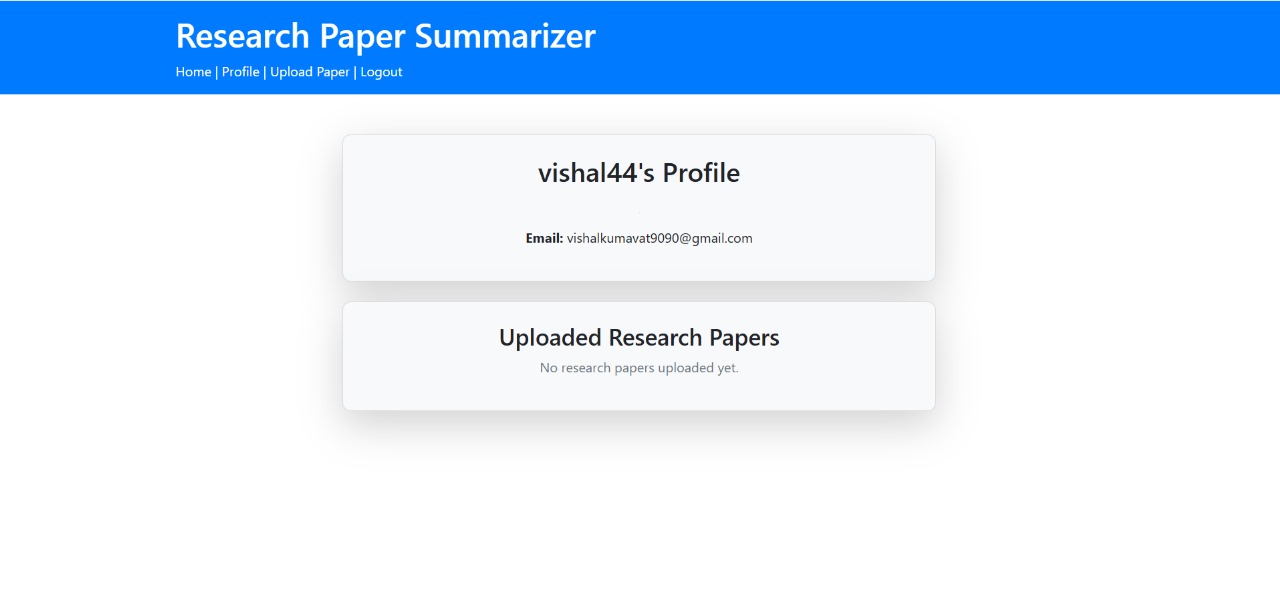 Research Paper Summarizer
Home | Profile | Upload Paper | Logout
vishal44's Profile
Email: vishalkumavat9090@gmail.com
Uploaded Research Papers
No research papers uploaded yet.